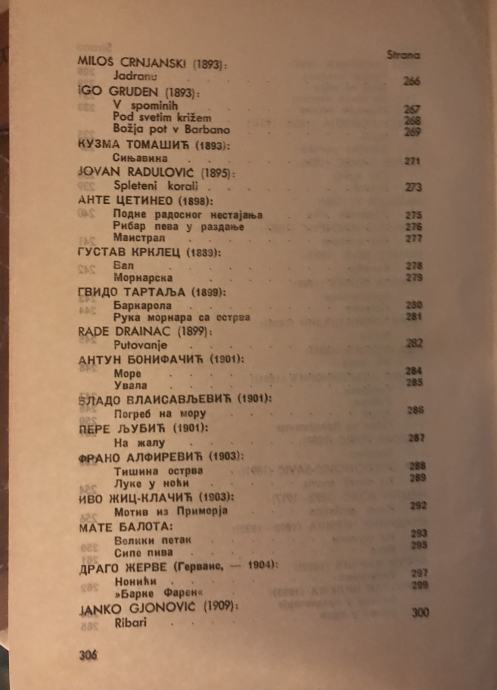 Strana
MILOŠ CRNJANSKI (1893):
Jadranu 266
IGO GRUDEN (1893):
V spominih 267
Pod svetim križem 268
Božja pot v Barbano 269
КУЗМА ТОМАШИЋ (1893):
Сињавина 271
JOVAN RADULOVIĆ (1895):
Spleteni korali 273
АНТЕ ЦЕТИНЕО (1898):
Подне радосног нестајања 275
Рибар пева у раздање 276
Маистрал 277
ГУСТАВ КРКЛЕЦ (1899):
Вал 278
Морнарска 279
ГВИДО ТАРТАЉА (1899):
Баркарола 280
Рука морнара са острва 281
RADE DRAINAC (1899):
Putovanje 282
АНТУН БОНИФАЧИЋ (1901):
Море 284
Увала 285
ВЛАДО ВЛАИСАВЉЕВИЋ (1901):
Погреб на мору 286
ПЕРЕ ЉУБИЋ (1901):
На жалу 287
ФРАНО АЛФИРЕВИЋ (1903):
Тишина острва 288
Луке у ноћи 289
ИВО ЖИЦ-КЛАЧИЋ (1903):
Мотив из Приморја 292
МАТЕ БАЛОТА:
Велики петак 293
Сипе пива 295
ДРАГО ЖЕРВЕ (Герваис, — 1904):
Нонићи 297
»Барке Фарен« 299
JANKO GJONOVIĆ (1909):
Ribari 300
306